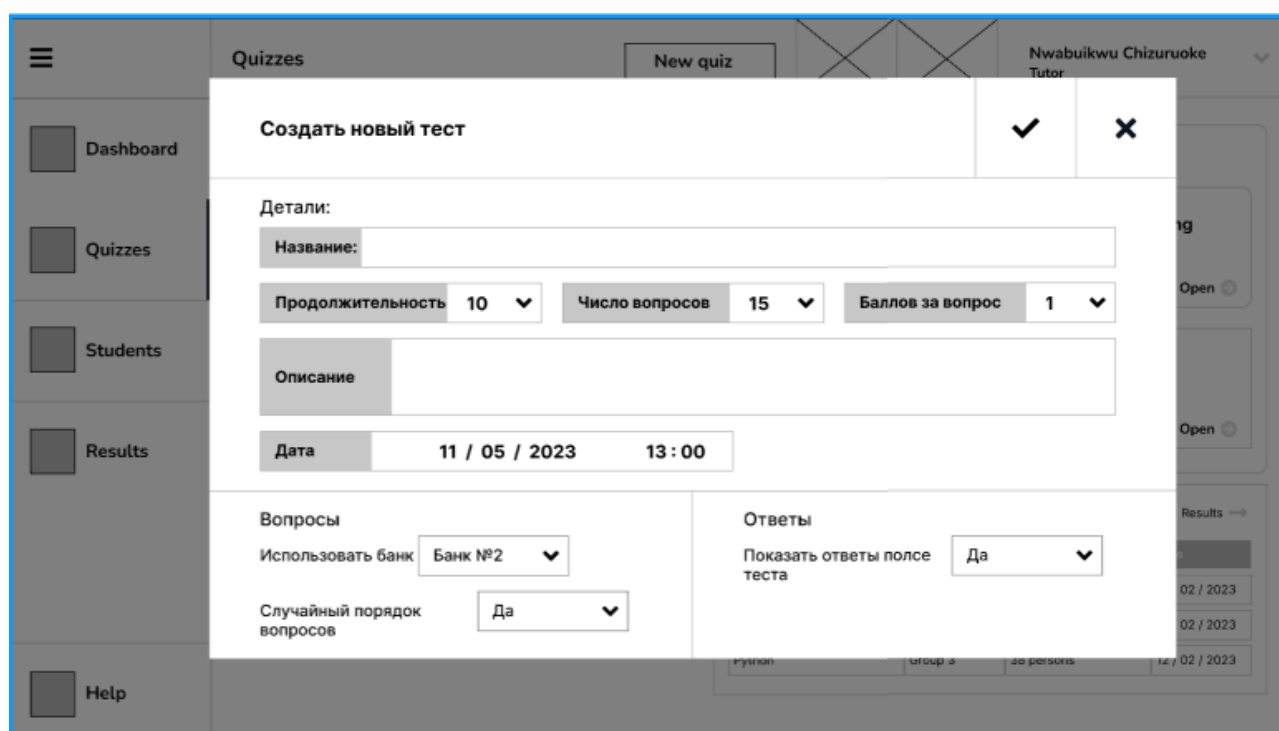 Quizzes
New quiz
Nwabuikwu Chizuruoke
Tutor
Создать новый тест
Dashboard
Детали:
Название:
Quizzes
Продолжительность 10
Число вопросов 15
Баллов за вопрос 1
Open
Students
Описание
Open
Results
Дата 11 / 05 / 2023 13:00
Вопросы
Ответы
Results
Использовать банк Банк №2
Показать ответы полсе
теста
Да
02 / 2023
Случайный порядок
вопросов
Да
02 / 2023
Python Group 3 38 persons 12 / 02 / 2023
Help